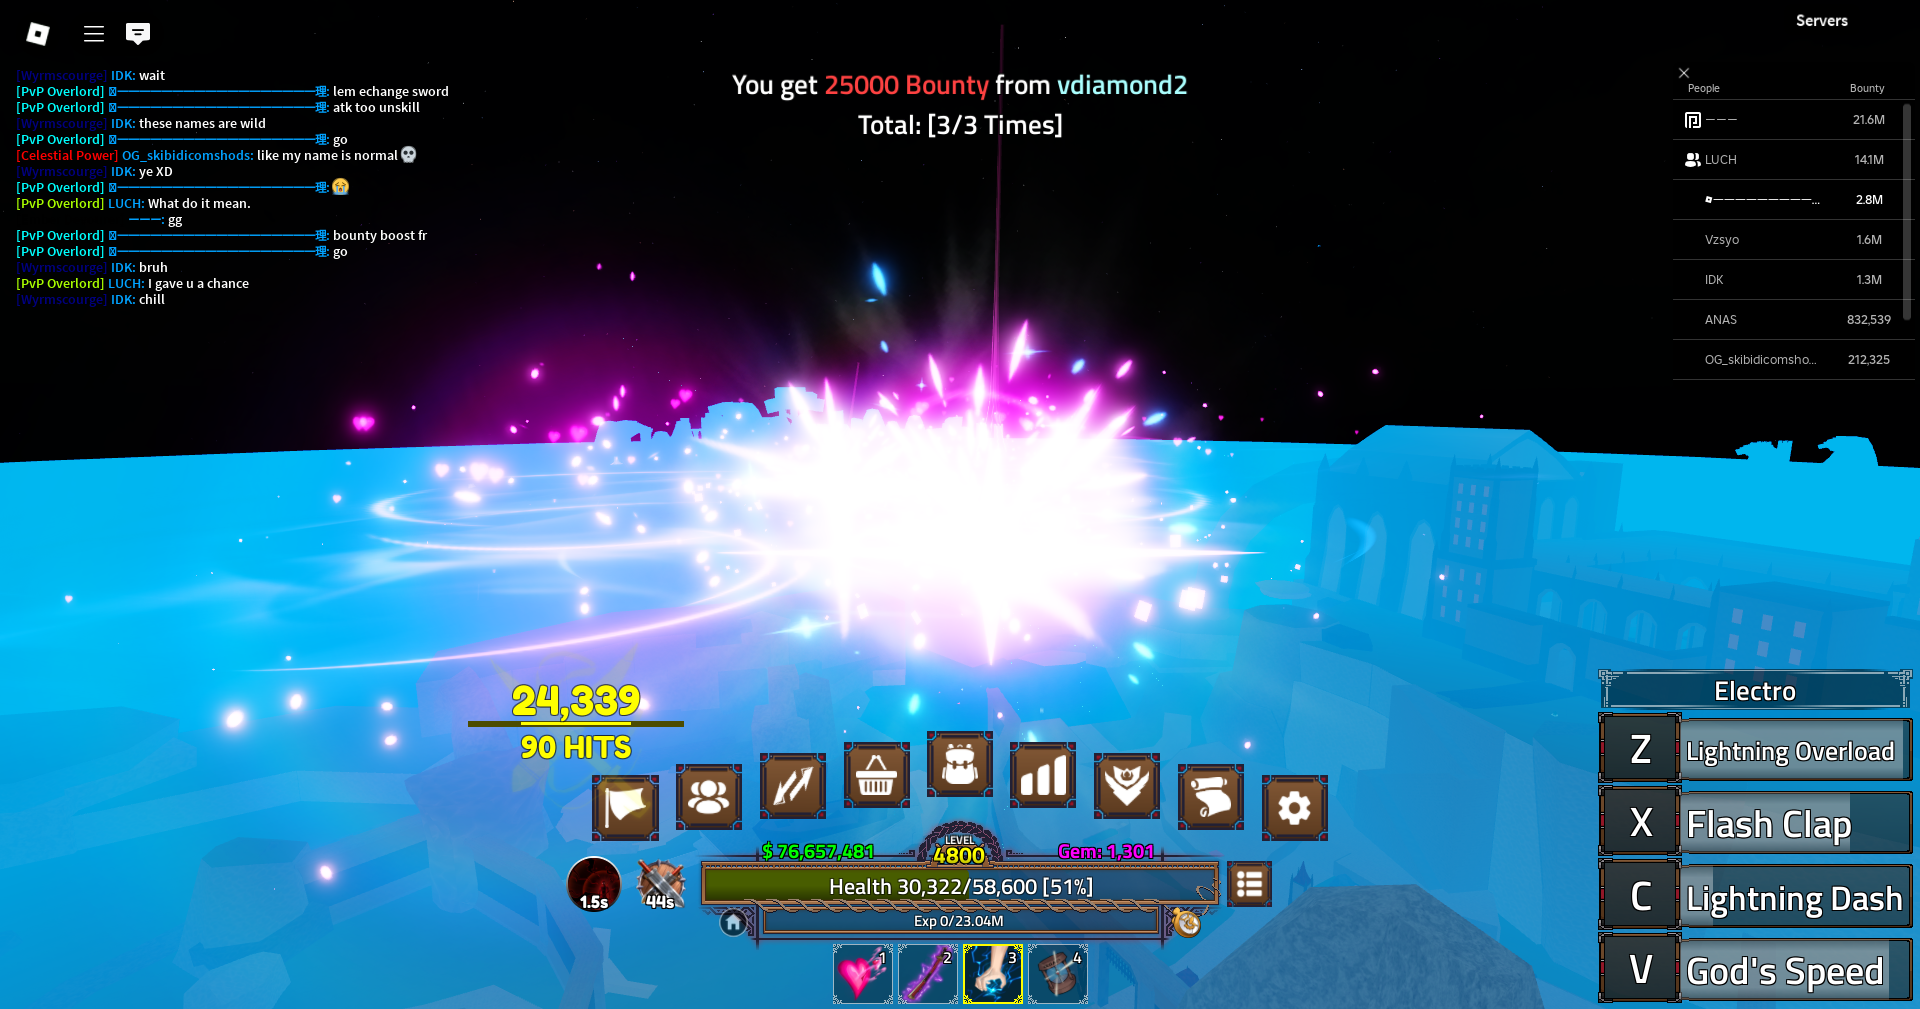 Servers
[Wyrmscourge] IDK: wait
[PvP Overlord] ————————————————理: lem echange sword
[PvP Overlord] ————————————————理: atk too unskill
[Wyrmscourge] IDK: these names are wild
[PvP Overlord] ————————————————理: go
[Celestial Power] OG_skibidicomshods: like my name is normal 💀
[Wyrmscourge] IDK: ye XD
[PvP Overlord] ————————————————理: 😭
[PvP Overlord] LUCH: What do it mean.
———: gg
[PvP Overlord] ————————————————理: bounty boost fr
[PvP Overlord] ————————————————理: go
[Wyrmscourge] IDK: bruh
[PvP Overlord] LUCH: I gave u a chance
[Wyrmscourge] IDK: chill
You get 25000 Bounty from vdiamond2
Total: [3/3 Times]
People Bounty
——— 21.6M
LUCH 14.1M
—————————... 2.8M
Vzsyo 1.6M
IDK 1.3M
ANAS 832,539
OG_skibidicomsho... 212,325
24,339
90 HITS
$ 76,657,481
LEVEL
4800
Gem: 1,301
1.5s
44s
Health 30,322/58,600 [51%]
Exp 0/23.04M
1
2
3
4
Electro
Z Lightning Overload
X Flash Clap
C Lightning Dash
V God's Speed